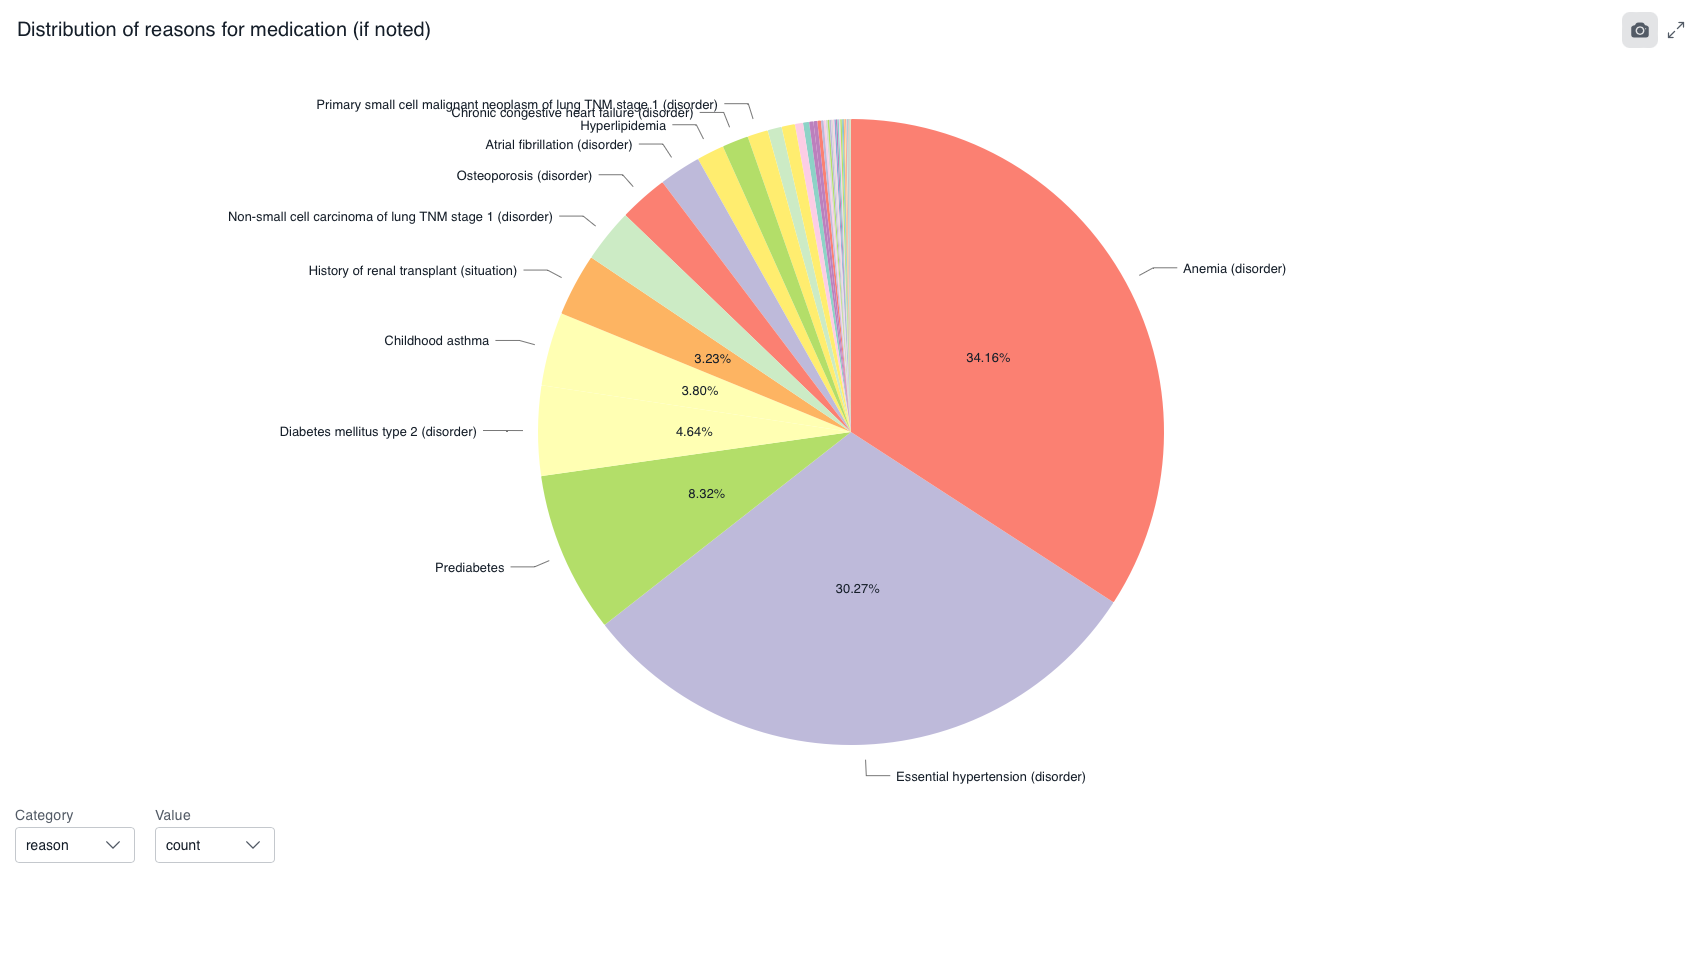 Distribution of reasons for medication (if noted)
Primary small cell malignant neoplasm of lung TNM stage 1 (disorder)
Chronic congestive heart failure (disorder)
Hyperlipidemia
Atrial fibrillation (disorder)
Osteoporosis (disorder)
Non-small cell carcinoma of lung TNM stage 1 (disorder)
History of renal transplant (situation)
Anemia (disorder)
Childhood asthma
34.16%
3.23%
3.80%
Diabetes mellitus type 2 (disorder)
4.64%
8.32%
Prediabetes
30.27%
Essential hypertension (disorder)
Category
Value
reason
count